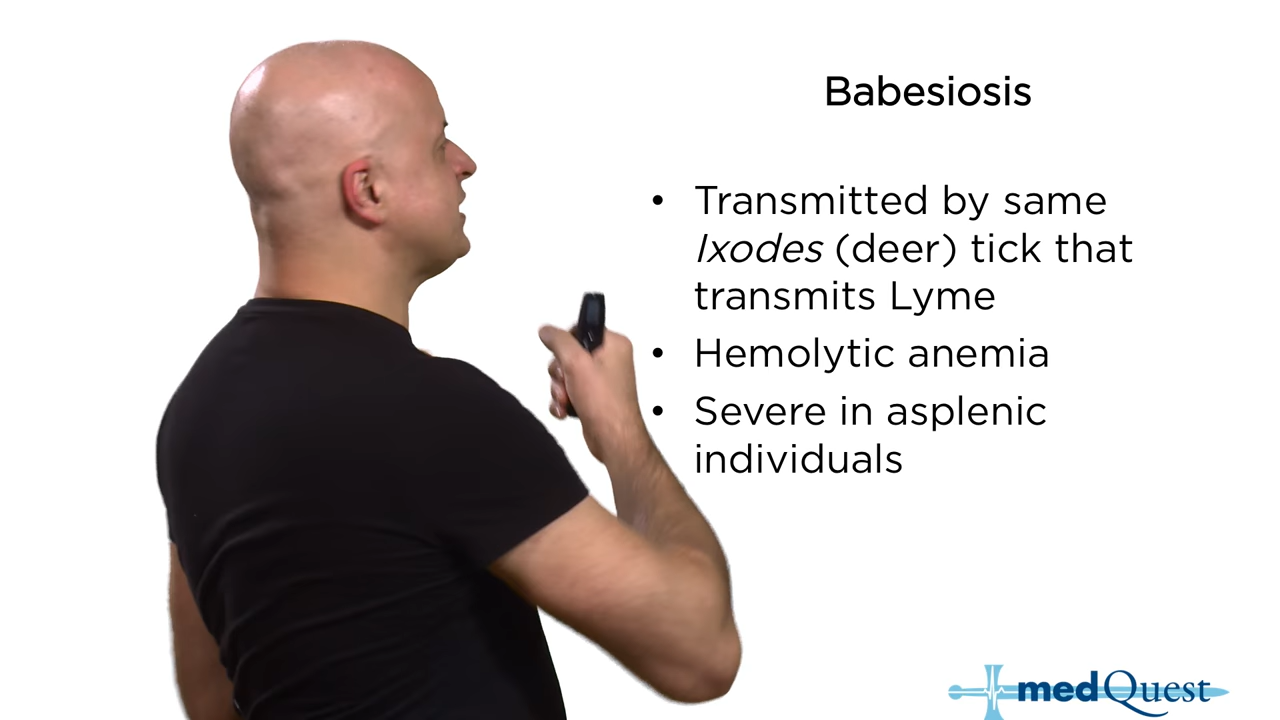 Babesiosis
• Transmitted by same
Ixodes (deer) tick that
transmits Lyme
• Hemolytic anemia
• Severe in asplenic
individuals
medQuest